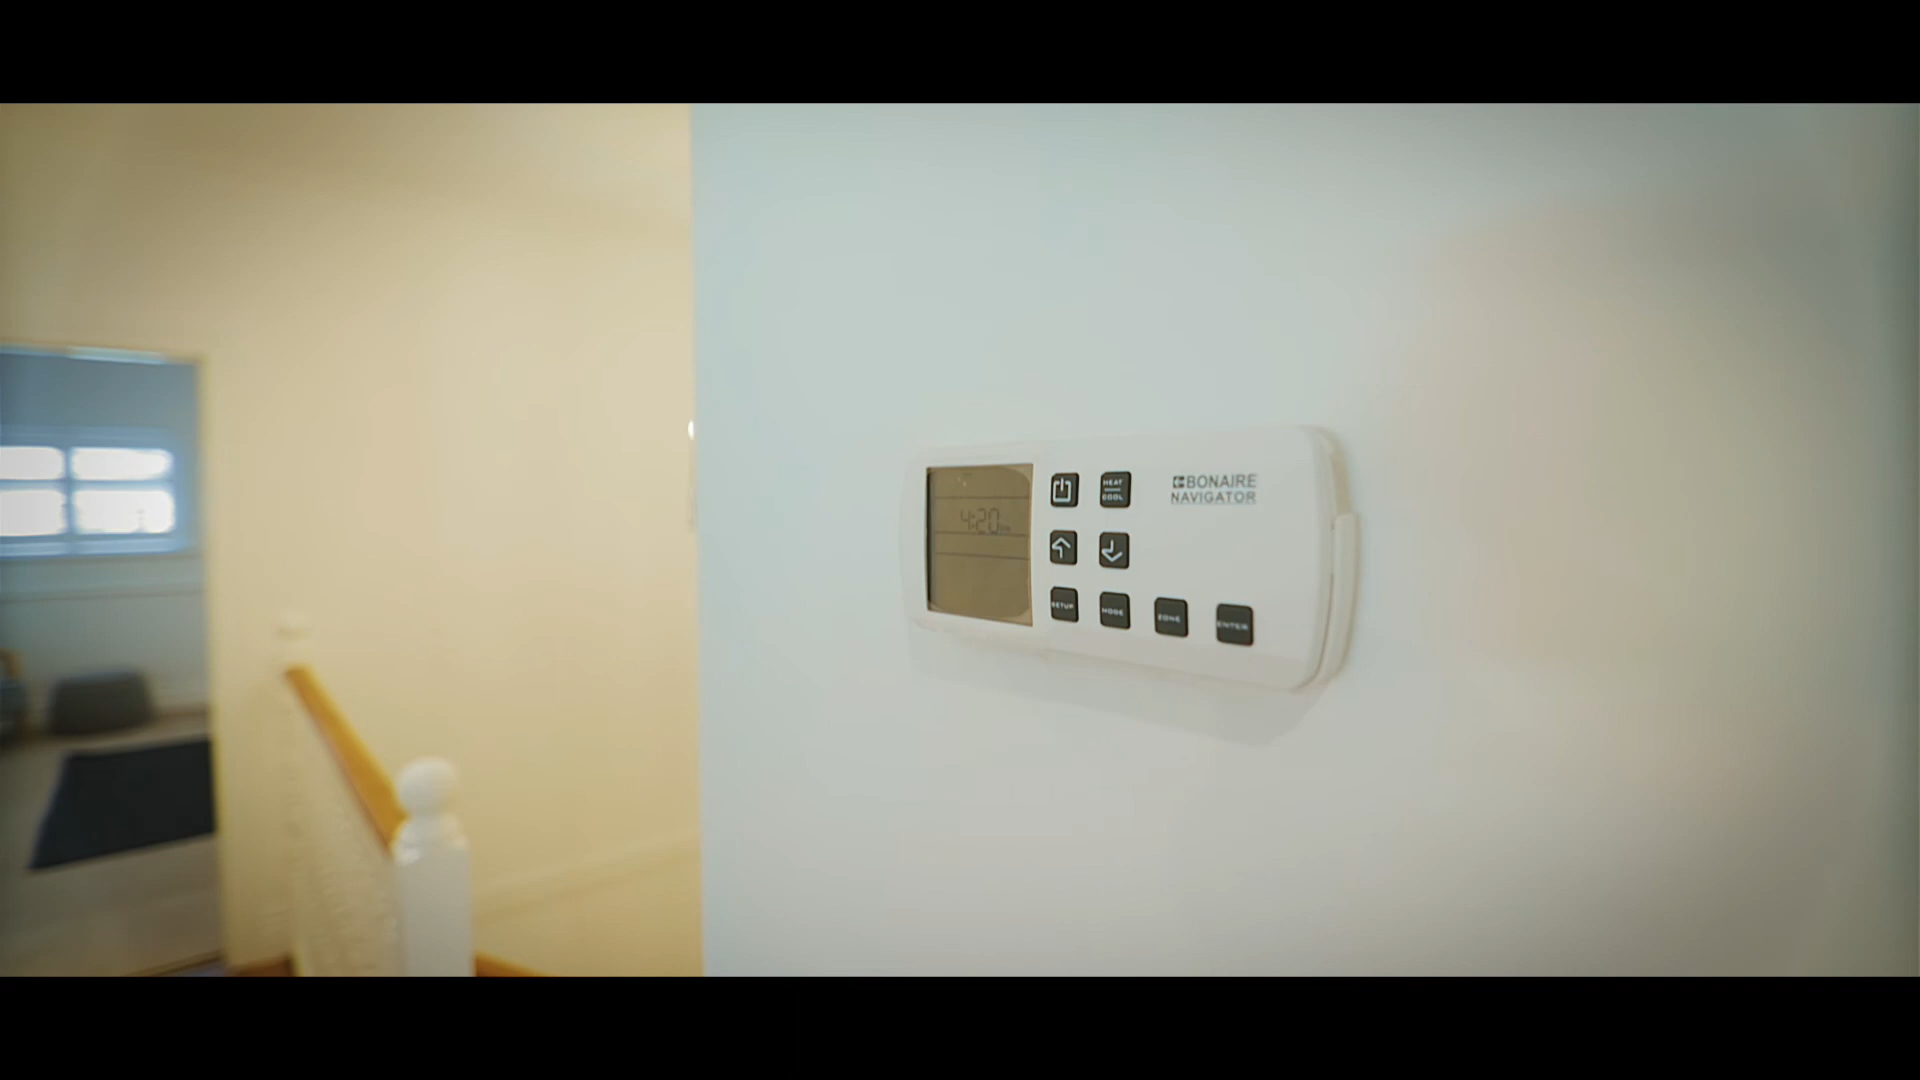 BONAIRE
NAVIGATOR
HEAT
COOL
4:20
SETUP
MODE
ZONE
ENTER